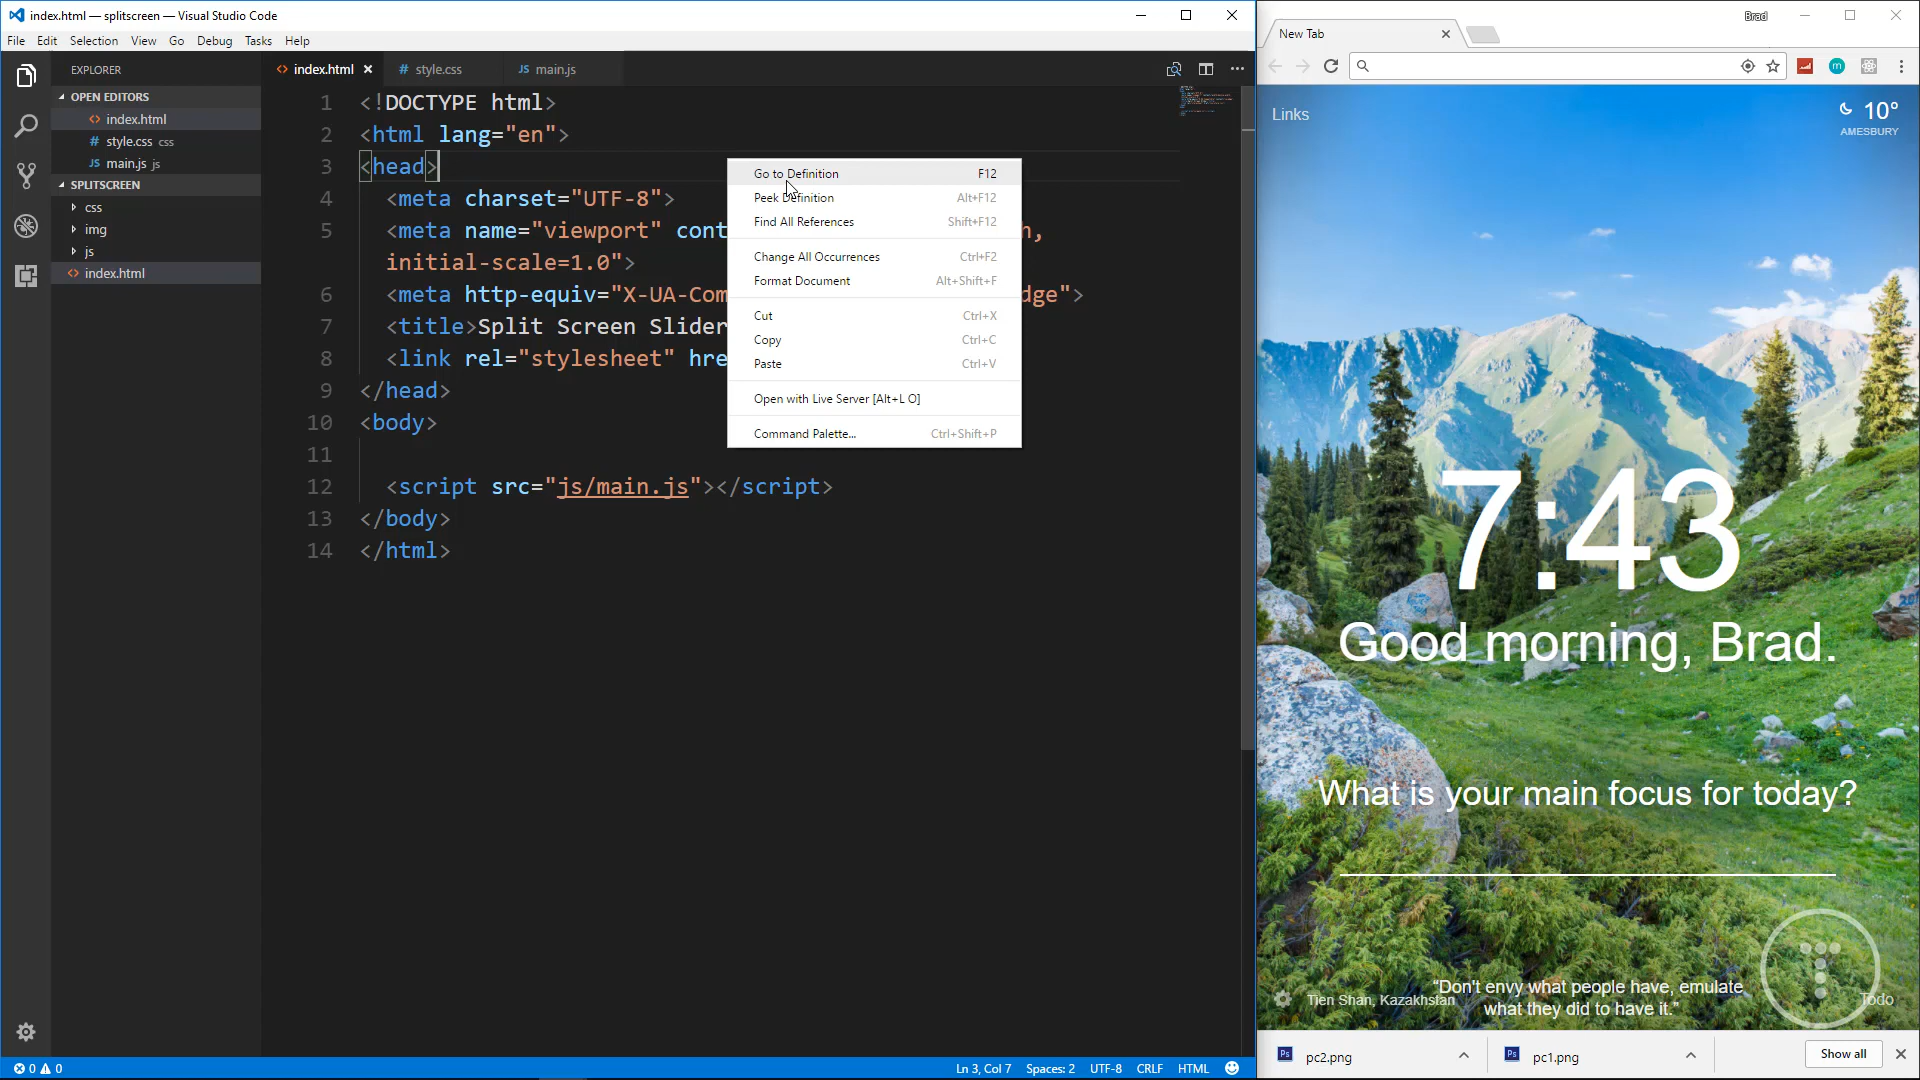 index.html — splitscreen — Visual Studio Code
File Edit Selection View Go Debug Tasks Help
EXPLORER
OPEN EDITORS
index.html
style.css css
main.js js
SPLITSCREEN
css
img
js
index.html
index.html
style.css
JS main.js
1 <!DOCTYPE html>
2 <html lang="en">
3 <head>
4 <meta charset="UTF-8">
5 <meta name="viewport" cont h,
initial-scale=1.0">
6 <meta http-equiv="X-UA-Com dge">
7 <title>Split Screen Slider
8 <link rel="stylesheet" hre
9 </head>
10 <body>
11
12 <script src="js/main.js"></script>
13 </body>
14 </html>
Go to Definition F12
Peek Definition Alt+F12
Find All References Shift+F12
Change All Occurrences Ctrl+F2
Format Document Alt+Shift+F
Cut Ctrl+X
Copy Ctrl+C
Paste Ctrl+V
Open with Live Server [Alt+L O]
Command Palette... Ctrl+Shift+P
0 0
Ln 3, Col 7 Spaces: 2 UTF-8 CRLF HTML
Brad
New Tab
Links
10°
AMESBURY
7:43
Good morning, Brad.
What is your main focus for today?
Tien Shan, Kazakhstan
“Don't envy what people have, emulate
what they did to have it.”
Todo
pc2.png
pc1.png
Show all